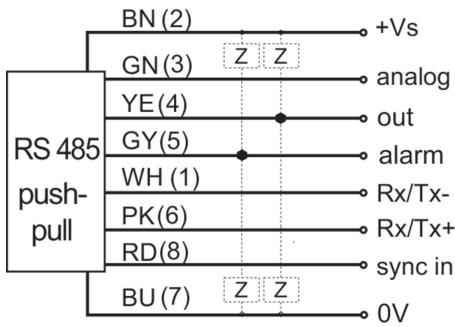 BN (2) +Vs
Z Z
GN (3) analog
YE (4) out
GY (5) alarm
RS 485
push-
pull
WH (1) Rx/Tx-
PK (6) Rx/Tx+
RD (8) sync in
Z Z
BU (7) 0V